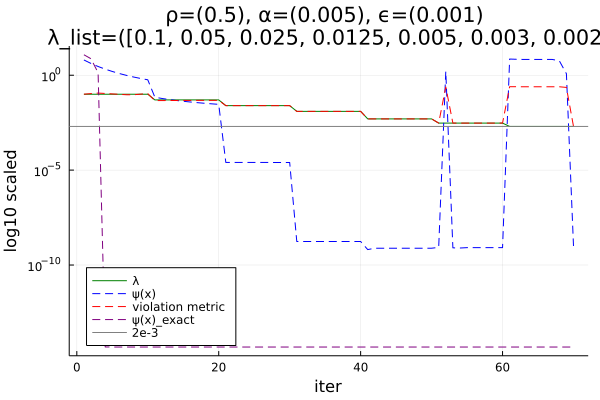 ρ=(0.5), α=(0.005), ϵ=(0.001)
λ_list=([0.1, 0.05, 0.025, 0.0125, 0.005, 0.003, 0.002
log10 scaled
10⁰
10⁻⁵
10⁻¹⁰
λ
ψ(x)
violation metric
ψ(x)_exact
2e-3
0 20 40 60
iter